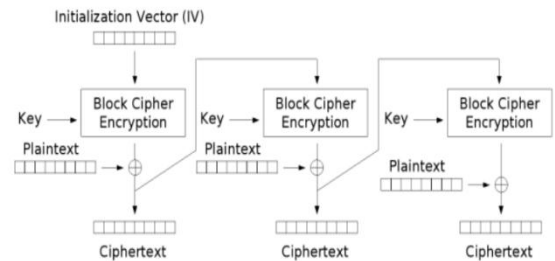 Initialization Vector (IV)
Key
Block Cipher
Encryption
Key
Block Cipher
Encryption
Key
Block Cipher
Encryption
Plaintext
Plaintext
Plaintext
Ciphertext
Ciphertext
Ciphertext